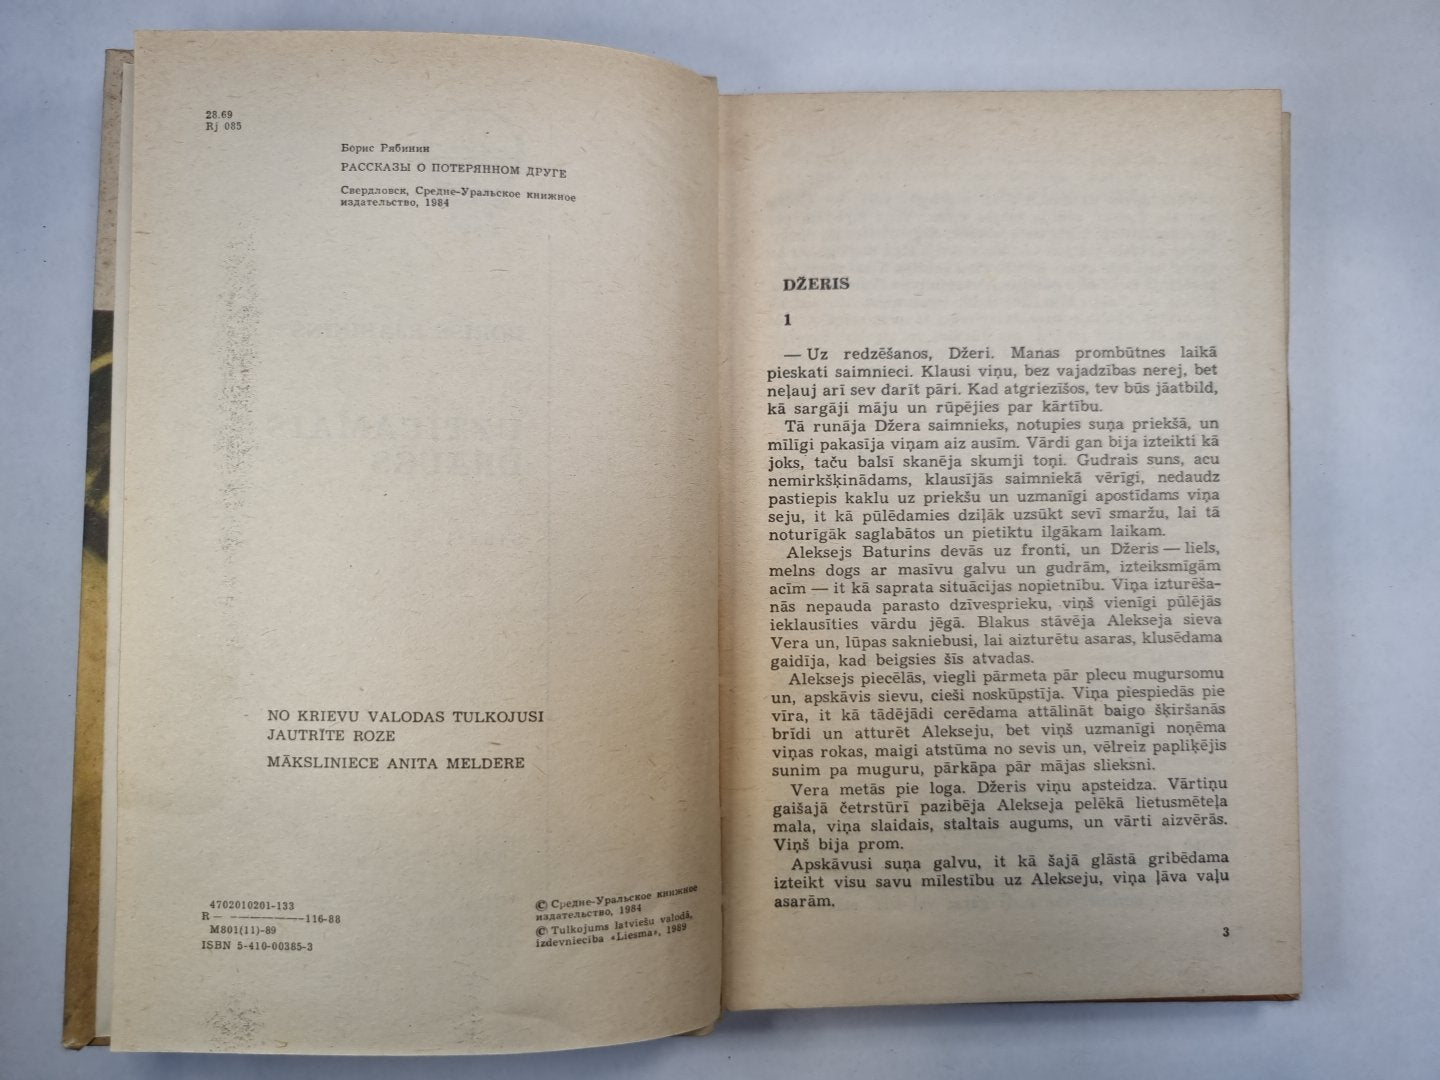 28.69
Rj 085
Борис Рябинин
РАССКАЗЫ О ПОТЕРЯННОМ ДРУГЕ
Свердловск, Средне-Уральское книжное
издательство, 1984
NO KRIEVU VALODAS TULKOJUSI
JAUTRĪTE ROZE
MĀKSLINIECE ANITA MELDERE
4702010201-133
R — ————————116-88
M801(11)-89
ISBN 5-410-00385-3
© Средне-Уральское книжное
издательство, 1984
© Tulkojums latviešu valodā,
izdevniecība «Liesma», 1989
DŽERIS
1
— Uz redzēšanos, Džeri. Manas prombūtnes laikā
pieskati saimnieci. Klausi viņu, bez vajadzības nerej, bet
neļauj arī sev darīt pāri. Kad atgriezīšos, tev būs jāatbild,
kā sargāji māju un rūpējies par kārtību.
Tā runāja Džera saimnieks, notupies suņa priekšā, un
mīlīgi pakasīja viņam aiz ausīm. Vārdi gan bija izteikti kā
joks, taču balsī skanēja skumji toņi. Gudrais suns, acu
nemirkšķinādams, klausījās saimniekā vērīgi, nedaudz
pastiepis kaklu uz priekšu un uzmanīgi apostīdams viņa
seju, it kā pūlēdamies dziļāk uzsūkt sevī smaržu, lai tā
noturīgāk saglabātos un pietiktu ilgākam laikam.
Aleksejs Baturins devās uz fronti, un Džeris — liels,
melns dogs ar masīvu galvu un gudrām, izteiksmīgām
acīm — it kā saprata situācijas nopietnību. Viņa izturēša-
nās nepauda parasto dzīvesprieku, viņš vienīgi pūlējās
ieklausīties vārdu jēgā. Blakus stāvēja Alekseja sieva
Vera un, lūpas sakniebusi, lai aizturētu asaras, klusēdama
gaidīja, kad beigsies šīs atvadas.
Aleksejs piecēlās, viegli pārmeta pār plecu mugursomu
un, apskāvis sievu, cieši noskūpstīja. Viņa piespiedās pie
vīra, it kā tādējādi cerēdama attālināt baigo šķiršanās
brīdi un atturēt Alekseju, bet viņš uzmanīgi noņēma
viņas rokas, maigi atstūma no sevis un, vēlreiz papliķējis
sunim pa muguru, pārkāpa pār mājas slieksni.
Vera metās pie loga. Džeris viņu apsteidza. Vārtiņu
gaišajā četrstūrī pazibēja Alekseja pelēkā lietusmēteļa
mala, viņa slaidais, staltais augums, un vārti aizvērās.
Viņš bija prom.
Apskāvusi suņa galvu, it kā šajā glāstā gribēdama
izteikt visu savu mīlestību uz Alekseju, viņa ļāva vaļu
asarām.
3